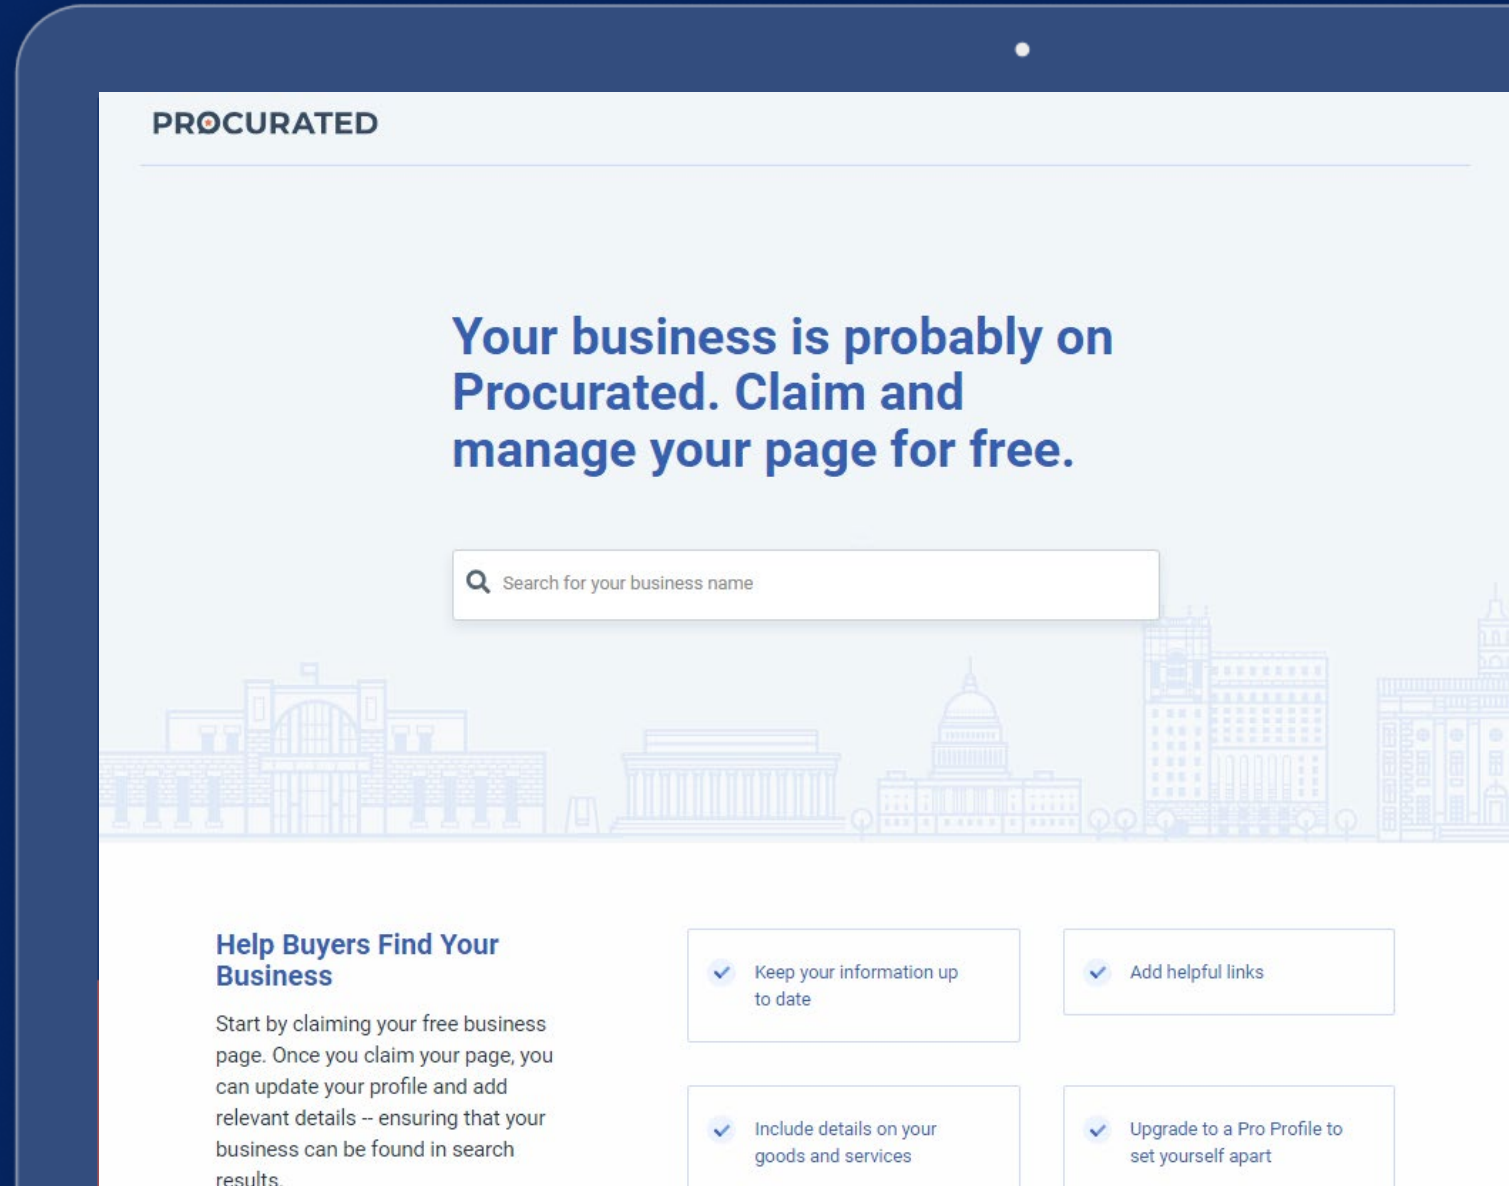 PROCURATED
Your business is probably on
Procurated. Claim and
manage your page for free.
Search for your business name
Help Buyers Find Your
Business
Start by claiming your free business
page. Once you claim your page, you
can update your profile and add
relevant details -- ensuring that your
business can be found in search
results.
Keep your information up
to date
Add helpful links
Include details on your
goods and services
Upgrade to a Pro Profile to
set yourself apart